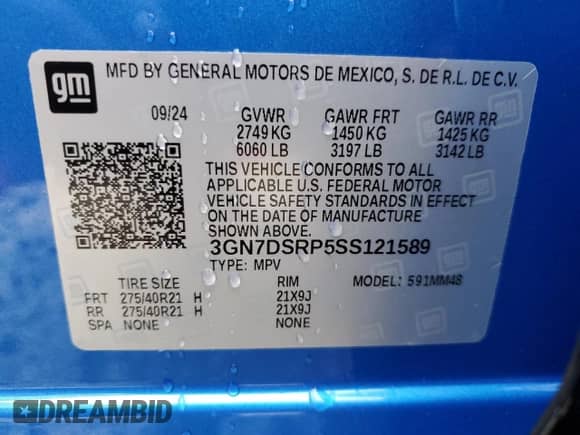 gm
MFD BY GENERAL MOTORS DE MEXICO, S. DE R.L. DE C.V.
09/24 GVWR GAWR FRT GAWR RR
2749 KG 1450 KG 1425 KG
6060 LB 3197 LB 3142 LB
THIS VEHICLE CONFORMS TO ALL
APPLICABLE U.S. FEDERAL MOTOR
VEHICLE SAFETY STANDARDS IN EFFECT
ON THE DATE OF MANUFACTURE
SHOWN ABOVE.
3GN7DSRP5SS121589
TYPE: MPV MODEL: 591MM48
TIRE SIZE RIM
FRT 275/40R21 H 21X9J
RR 275/40R21 H 21X9J
SPA NONE NONE
DREAMBID